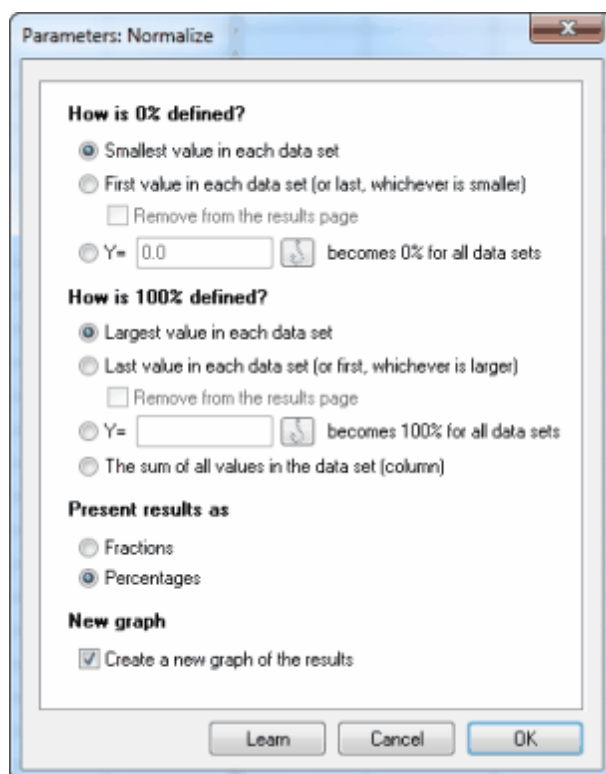 Parameters: Normalize
How is 0% defined?
Smallest value in each data set
First value in each data set (or last, whichever is smaller)
Remove from the results page
Y= 0.0 becomes 0% for all data sets
How is 100% defined?
Largest value in each data set
Last value in each data set (or first, whichever is larger)
Remove from the results page
Y= becomes 100% for all data sets
The sum of all values in the data set (column)
Present results as
Fractions
Percentages
New graph
Create a new graph of the results
Learn Cancel OK